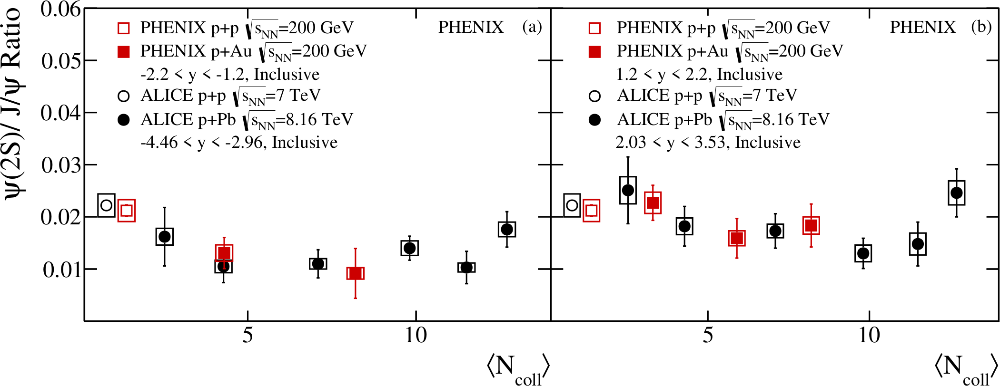 ψ(2S)/ J/ψ Ratio
0.06
0.05
0.04
0.03
0.02
0.01
PHENIX (a)
PHENIX p+p √sNN=200 GeV
PHENIX p+Au √sNN=200 GeV
-2.2 < y < -1.2, Inclusive
ALICE p+p √sNN=7 TeV
ALICE p+Pb √sNN=8.16 TeV
-4.46 < y < -2.96, Inclusive
5 10
⟨Ncoll⟩
PHENIX (b)
PHENIX p+p √sNN=200 GeV
PHENIX p+Au √sNN=200 GeV
1.2 < y < 2.2, Inclusive
ALICE p+p √sNN=7 TeV
ALICE p+Pb √sNN=8.16 TeV
2.03 < y < 3.53, Inclusive
5 10
⟨Ncoll⟩